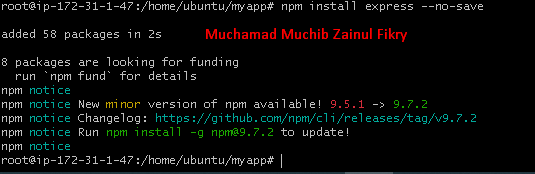 root@ip-172-31-1-47:/home/ubuntu/myapp# npm install express --no-save
added 58 packages in 2s
Muchamad Muchib Zainul Fikry
8 packages are looking for funding
run `npm fund` for details
npm notice
npm notice New minor version of npm available! 9.5.1 -> 9.7.2
npm notice Changelog: https://github.com/npm/cli/releases/tag/v9.7.2
npm notice Run npm install -g npm@9.7.2 to update!
npm notice
root@ip-172-31-1-47:/home/ubuntu/myapp#